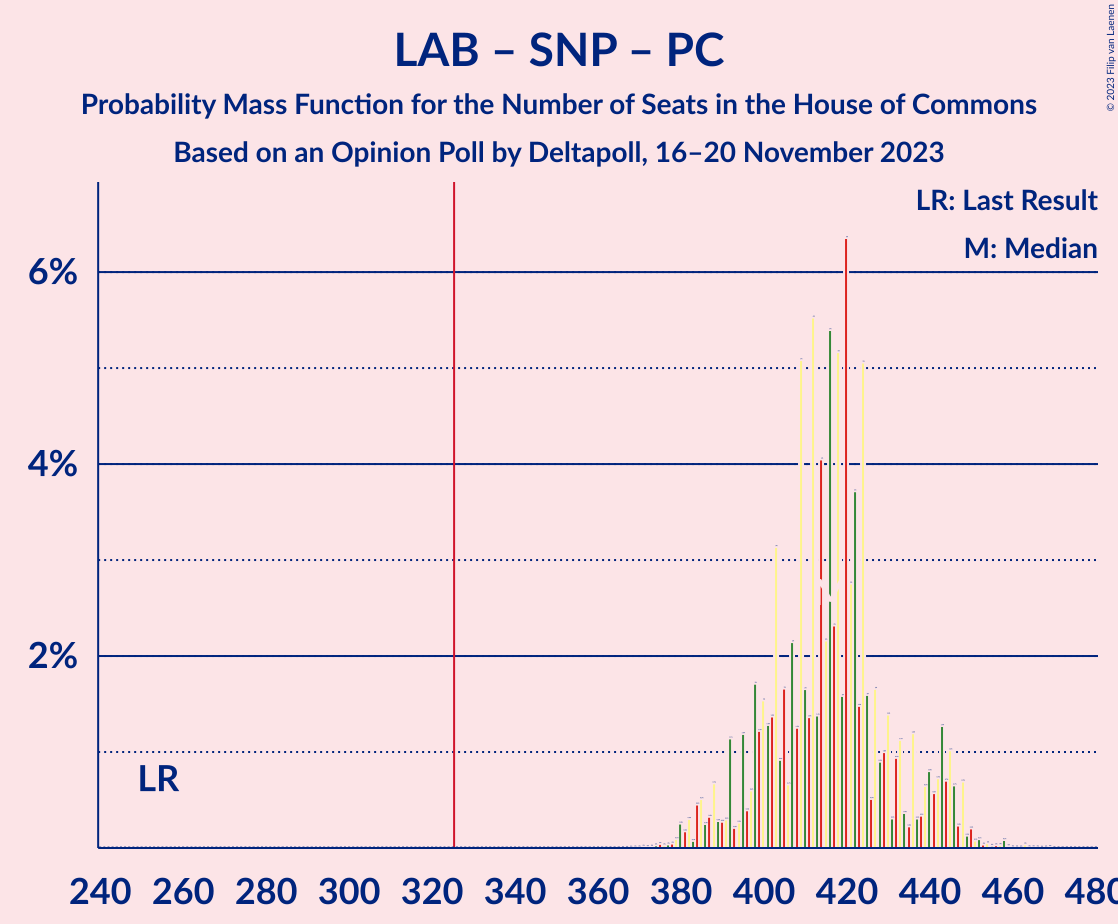 LAB – SNP – PC
Probability Mass Function for the Number of Seats in the House of Commons
Based on an Opinion Poll by Deltapoll, 16–20 November 2023
© 2023 Filip van Laenen
LR: Last Result
M: Median
6%
4%
2%
LR
240 260 280 300 320 340 360 380 400 420 440 460 480